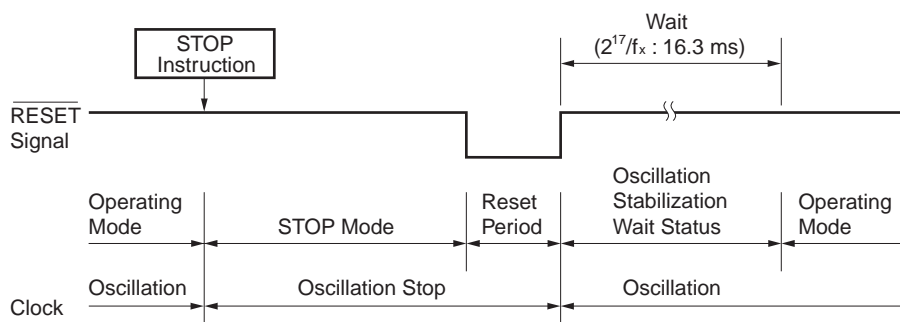 Wait
(2¹⁷/fx : 16.3 ms)
STOP
Instruction
RESET
Signal
Operating
Mode
STOP Mode
Reset
Period
Oscillation
Stabilization
Wait Status
Operating
Mode
Clock
Oscillation
Oscillation Stop
Oscillation